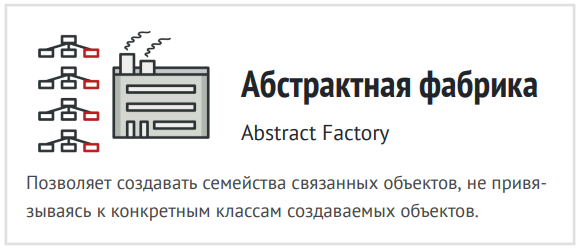 Абстрактная фабрика
Abstract Factory
Позволяет создавать семейства связанных объектов, не привя-
зываясь к конкретным классам создаваемых объектов.